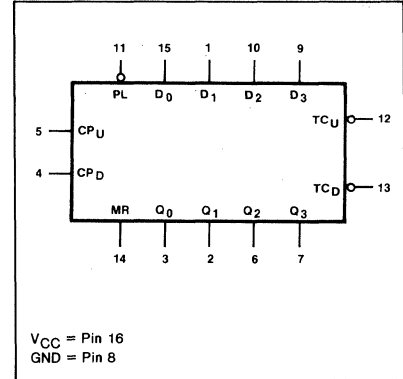 11 15 1 10 9
PL D0 D1 D2 D3
TCU 12
5 CPU
4 CPD
TCD 13
MR Q0 Q1 Q2 Q3
14 3 2 6 7
VCC = Pin 16
GND = Pin 8